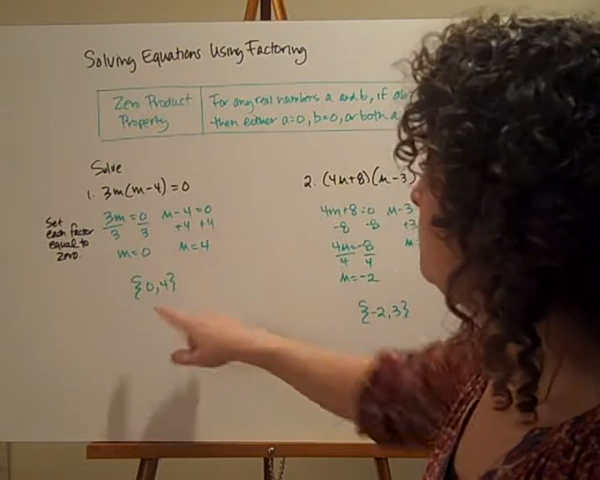 Solving Equations Using Factoring
Zero Product
Property
For any real numbers a and b, if
then either a=0, b=0, or both a
Solve
1. 3m(m-4)=0
Set
each factor
equal to
zero.
3m=0 m-4=0
3 3 +4 +4
m=0 m=4
{0,4}
2. (4m+8)(m-3)
4m+8=0 m-3
-8 -8 +3
4m=-8 m
4 4
m=-2
{-2,3}